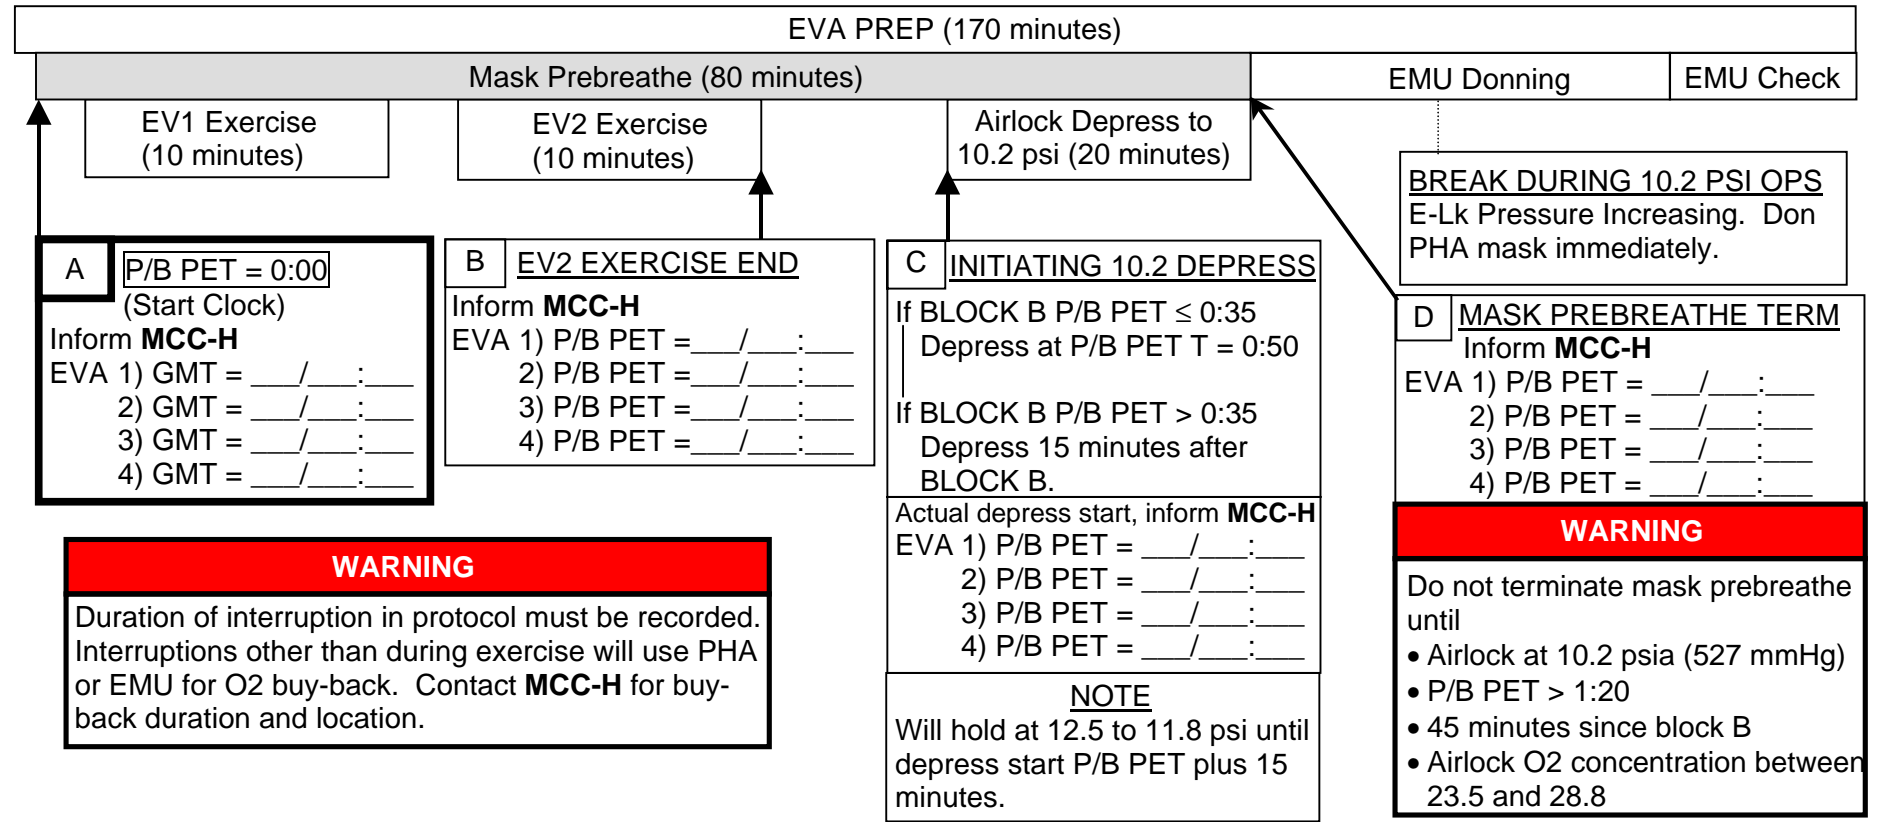 EVA PREP (170 minutes)
Mask Prebreathe (80 minutes)
EMU Donning
EMU Check
EV1 Exercise
(10 minutes)
EV2 Exercise
(10 minutes)
Airlock Depress to
10.2 psi (20 minutes)
BREAK DURING 10.2 PSI OPS
E-Lk Pressure Increasing. Don
PHA mask immediately.
A
P/B PET = 0:00
(Start Clock)
Inform MCC-H
EVA 1) GMT = ___/___:___
2) GMT = ___/___:___
3) GMT = ___/___:___
4) GMT = ___/___:___
B
EV2 EXERCISE END
Inform MCC-H
EVA 1) P/B PET =___/___:___
2) P/B PET =___/___:___
3) P/B PET =___/___:___
4) P/B PET =___/___:___
C
INITIATING 10.2 DEPRESS
If BLOCK B P/B PET ≤ 0:35
Depress at P/B PET T = 0:50
If BLOCK B P/B PET > 0:35
Depress 15 minutes after
BLOCK B.
Actual depress start, inform MCC-H
EVA 1) P/B PET = ___/___:___
2) P/B PET = ___/___:___
3) P/B PET = ___/___:___
4) P/B PET = ___/___:___
NOTE
Will hold at 12.5 to 11.8 psi until
depress start P/B PET plus 15
minutes.
D
MASK PREBREATHE TERM
Inform MCC-H
EVA 1) P/B PET = ___/___:___
2) P/B PET = ___/___:___
3) P/B PET = ___/___:___
4) P/B PET = ___/___:___
WARNING
Do not terminate mask prebreathe
until
• Airlock at 10.2 psia (527 mmHg)
• P/B PET > 1:20
• 45 minutes since block B
• Airlock O2 concentration between
23.5 and 28.8
WARNING
Duration of interruption in protocol must be recorded.
Interruptions other than during exercise will use PHA
or EMU for O2 buy-back. Contact MCC-H for buy-
back duration and location.